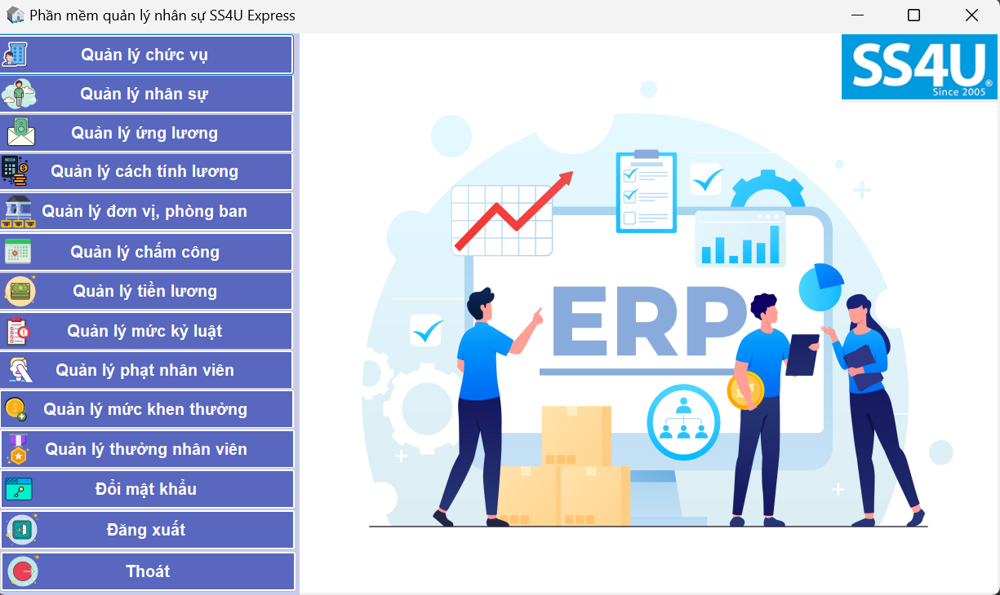 Phần mềm quản lý nhân sự SS4U Express
Quản lý chức vụ
Quản lý nhân sự
Quản lý ứng lương
Quản lý cách tính lương
Quản lý đơn vị, phòng ban
Quản lý chấm công
Quản lý tiền lương
Quản lý mức kỷ luật
Quản lý phạt nhân viên
Quản lý mức khen thưởng
Quản lý thưởng nhân viên
Đổi mật khẩu
Đăng xuất
Thoát
SS4U®
Since 2005
ERP